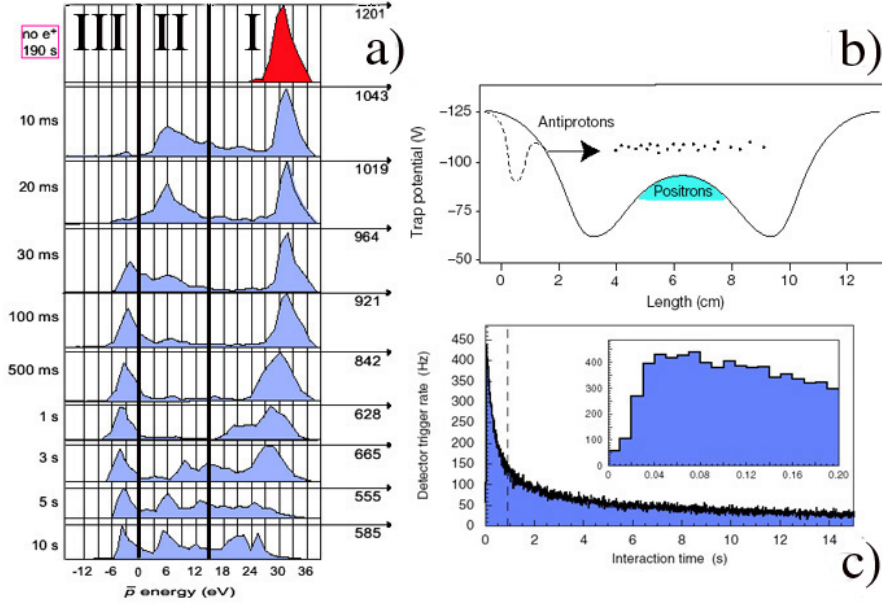 III II I a)
no e+
190 s
1201
10 ms
1043
20 ms
1019
30 ms
964
100 ms
921
500 ms
842
1 s
628
3 s
665
5 s
555
10 s
585
-12 -6 0 6 12 18 24 30 36
p̅ energy (eV)
b)
Trap potential (V)
−125
−100
−75
−50
Antiprotons
Positrons
0 2 4 6 8 10 12
Length (cm)
Detector trigger rate (Hz)
450
400
350
300
250
200
150
100
50
0
400
300
200
100
0
0 0.04 0.08 0.12 0.16 0.20
0 2 4 6 8 10 12 14
Interaction time (s)
c)